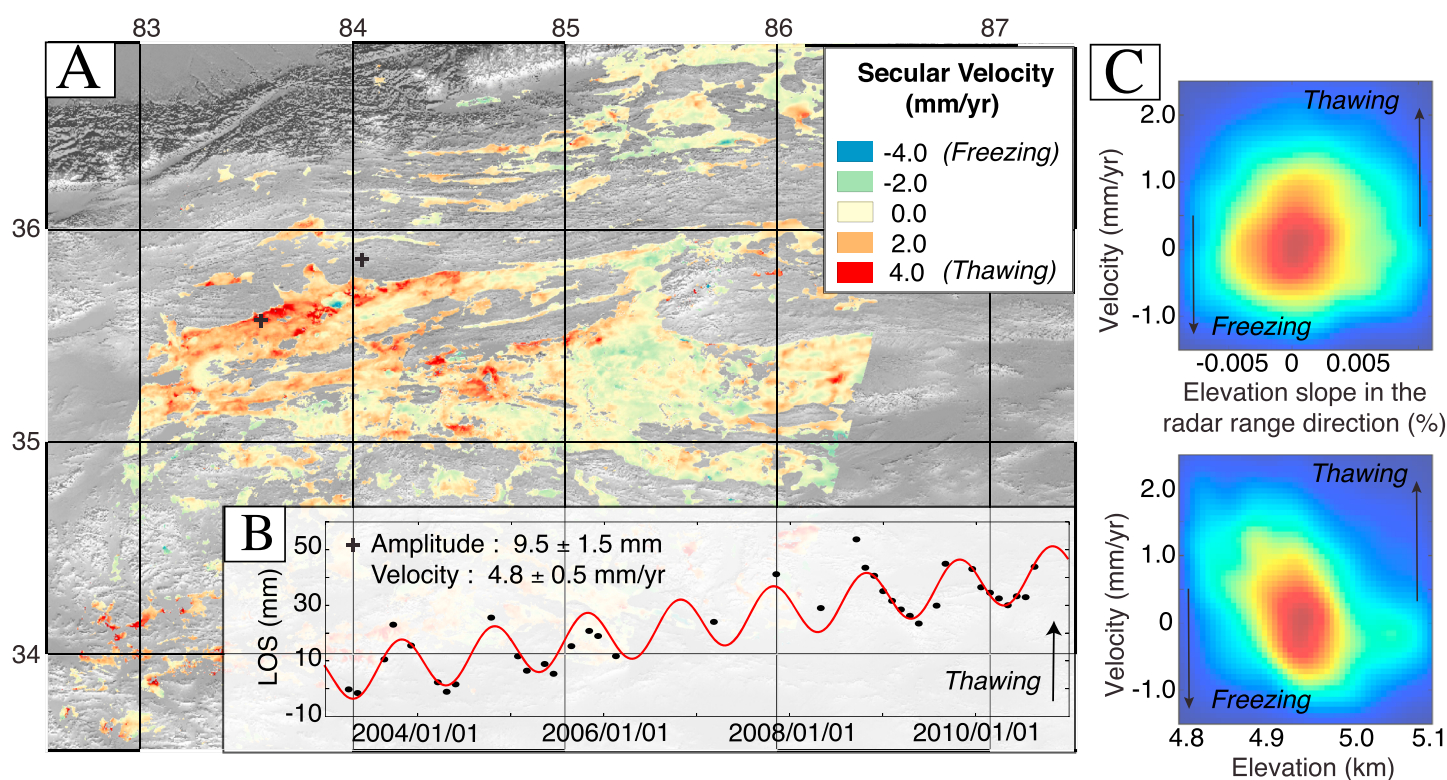 83 84 85 86 87
A
36
35
34
Secular Velocity
(mm/yr)
-4.0 (Freezing)
-2.0
0.0
2.0
4.0 (Thawing)
B
+ Amplitude : 9.5 ± 1.5 mm
Velocity : 4.8 ± 0.5 mm/yr
LOS (mm)
50
30
10
-10
Thawing
2004/01/01 2006/01/01 2008/01/01 2010/01/01
C
Velocity (mm/yr)
2.0
1.0
0
-1.0
Thawing
Freezing
-0.005 0 0.005
Elevation slope in the
radar range direction (%)
Velocity (mm/yr)
2.0
1.0
0
-1.0
Thawing
Freezing
4.8 4.9 5.0 5.1
Elevation (km)